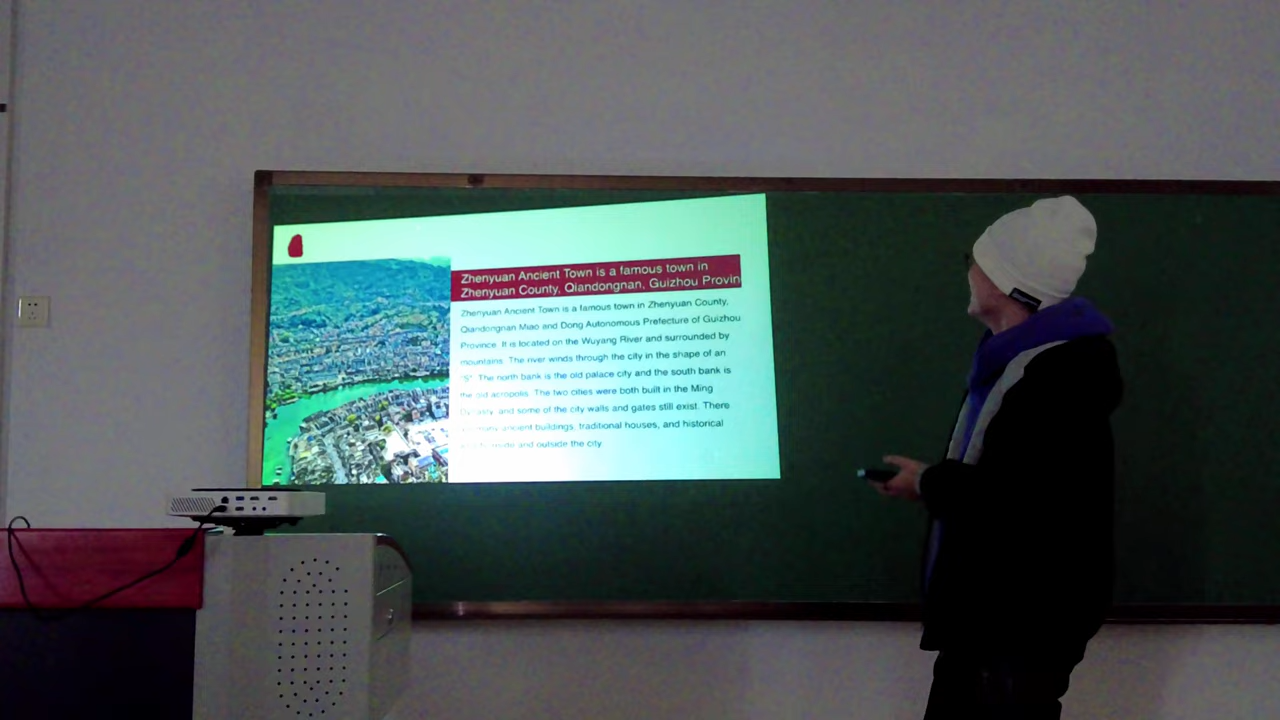 Zhenyuan Ancient Town is a famous town in
Zhenyuan County, Qiandongnan, Guizhou Provin
Zhenyuan Ancient Town is a famous town in Zhenyuan County,
Qiandongnan Miao and Dong Autonomous Prefecture of Guizhou
Province. It is located on the Wuyang River and surrounded by
mountains. The river winds through the city in the shape of an
"S". The north bank is the old palace city and the south bank is
the old acropolis. The two cities were both built in the Ming
Dynasty, and some of the city walls and gates still exist. There
many ancient buildings, traditional houses, and historical
inside and outside the city.